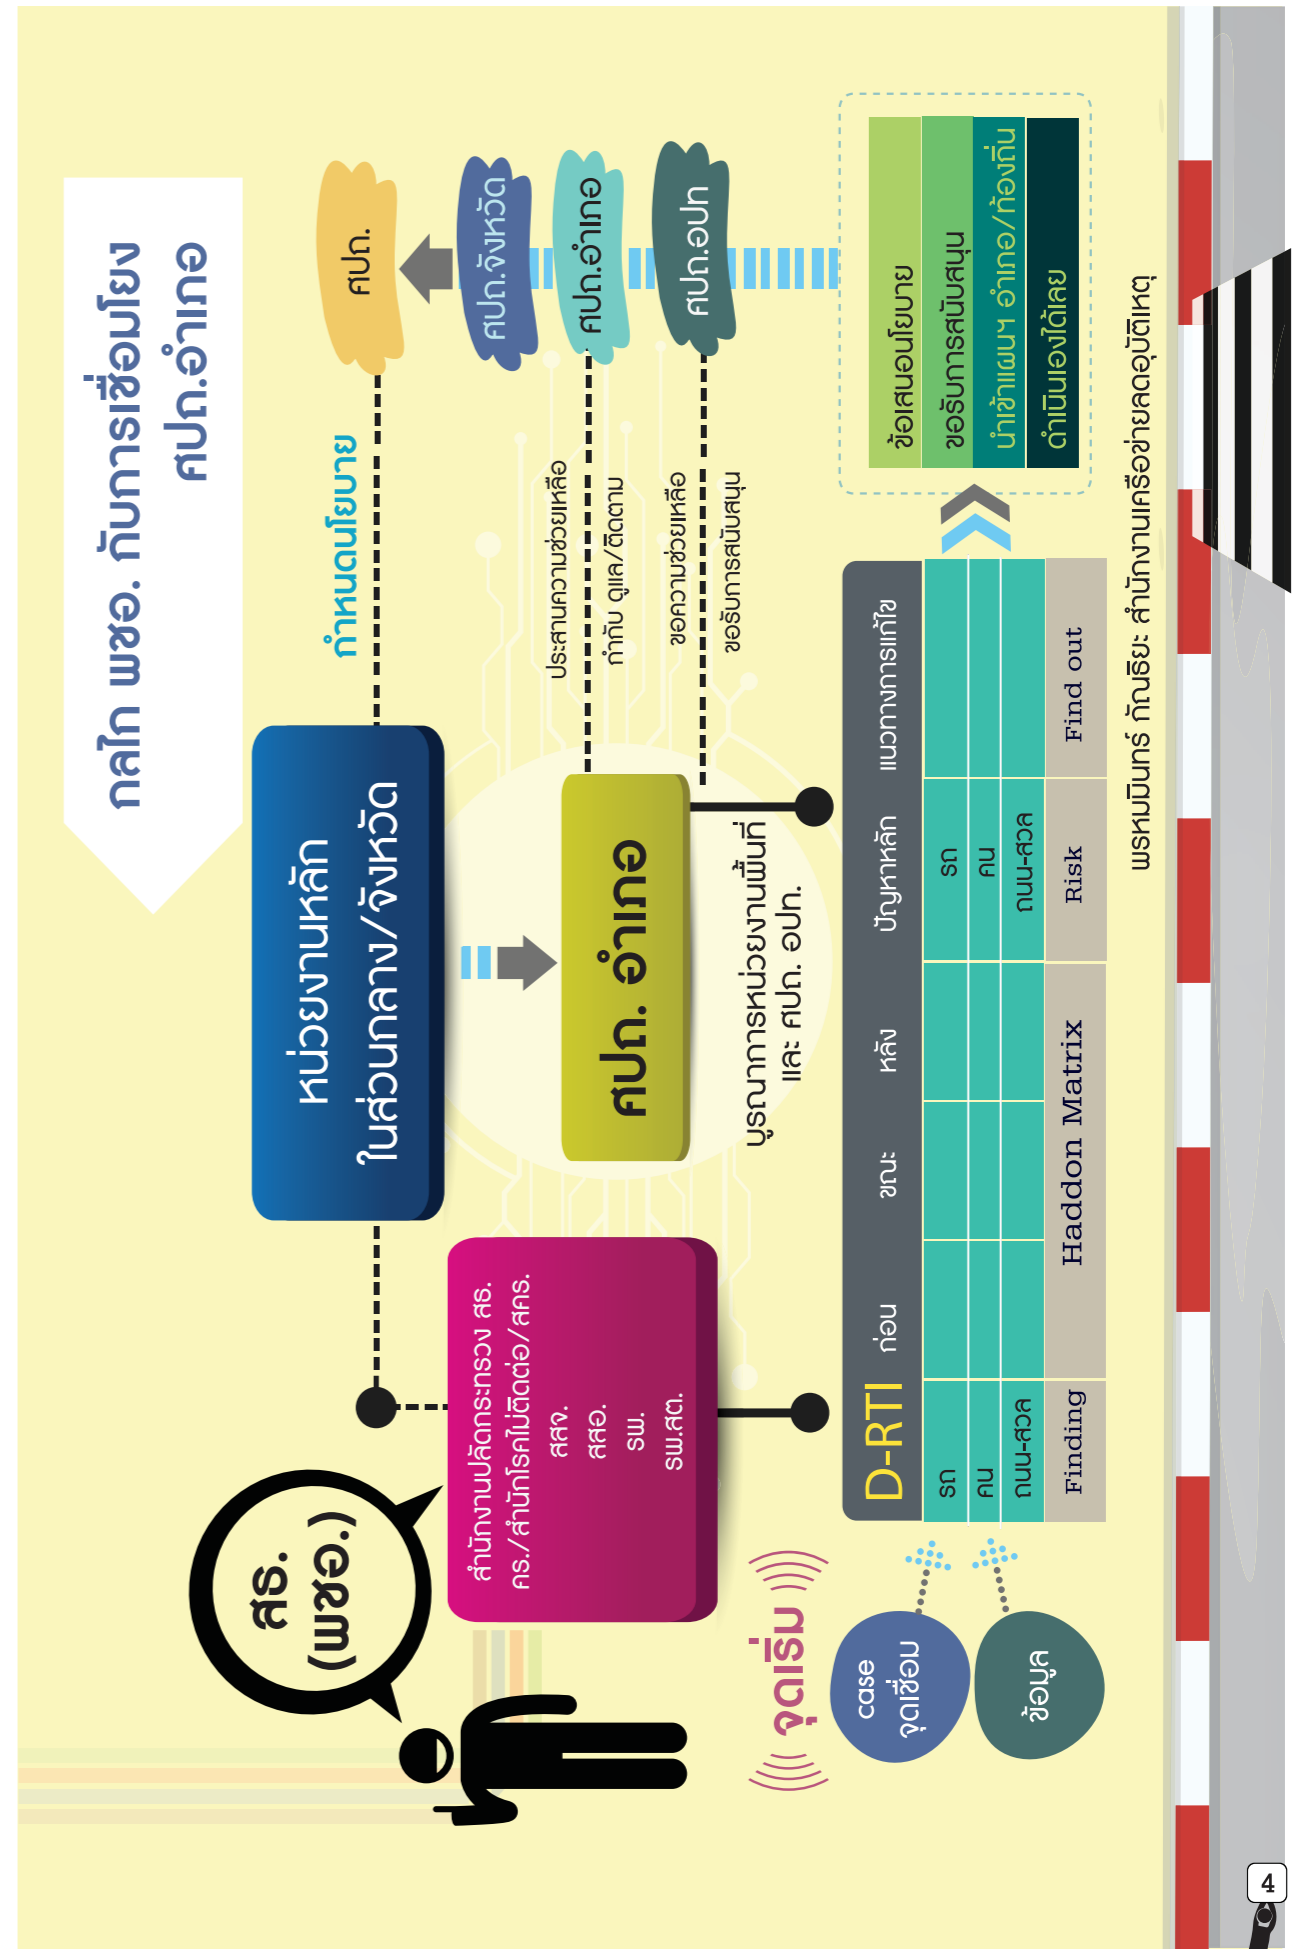 กลไก พชอ. กับการเชื่อมโยง
ศปถ.อำเภอ
สธ.
(พชอ.)
หน่วยงานหลัก
ในส่วนกลาง/จังหวัด
กำหนดนโยบาย
ศปถ.
ศปถ.จังหวัด
ศปถ.อำเภอ
ศปถ.อปท
สำนักงานปลัดกระทรวง สธ.
คร./สำนักโรคไม่ติดต่อ/สคร.
สสจ.
สสอ.
รพ.
รพ.สต.
ศปถ. อำเภอ
ประสานความช่วยเหลือ
กำกับ ดูแล/ติดตาม
ขอความช่วยเหลือ
ขอรับการสนับสนุน
บูรณาการหน่วยงานพื้นที่
และ ศปถ. อปท.
จุดเริ่ม
case
จุดเชื่อม
ข้อมูล
D-RTI ก่อน ขณะ หลัง ปัญหาหลัก แนวทางการแก้ไข
รถ รถ
คน คน
ถนน-สวล ถนน-สวล
Finding Haddon Matrix Risk Find out
ข้อเสนอนโยบาย
ขอรับการสนับสนุน
นำเข้าแผนฯ อำเภอ/ท้องถิ่น
ดำเนินเองได้เลย
พรหมมินทร์ กัณธิยะ สำนักงานเครือข่ายลดอุบัติเหตุ
4